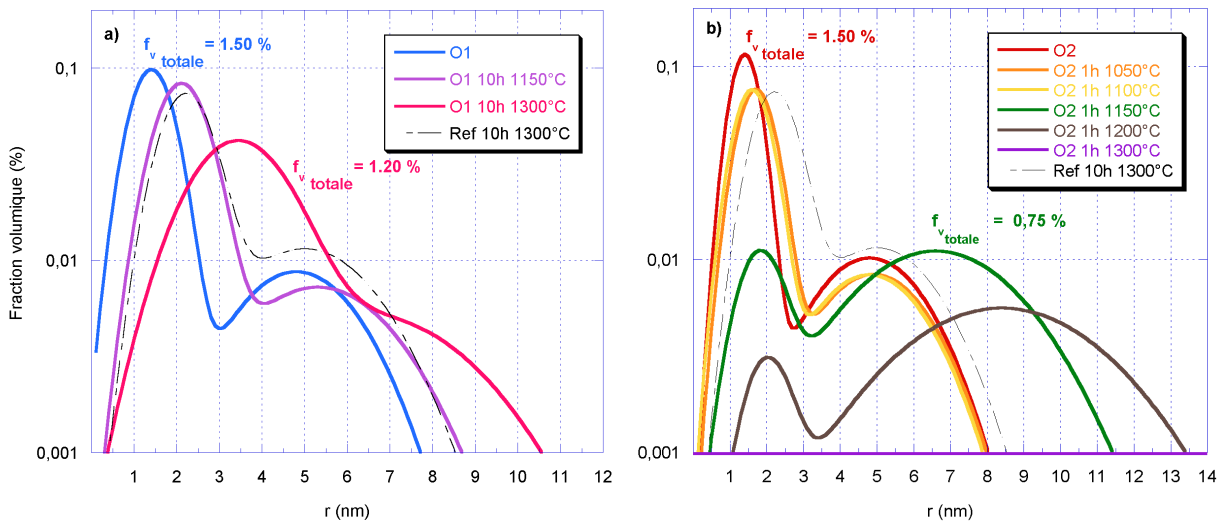 a)
f_v totale = 1.50 %
O1
O1 10h 1150°C
O1 10h 1300°C
Ref 10h 1300°C
f_v totale = 1.20 %
Fraction volumique (%)
0,1
0,01
0,001
1 2 3 4 5 6 7 8 9 10 11 12
r (nm)
b)
f_v totale = 1.50 %
O2
O2 1h 1050°C
O2 1h 1100°C
O2 1h 1150°C
O2 1h 1200°C
O2 1h 1300°C
Ref 10h 1300°C
f_v totale = 0,75 %
0,1
0,01
0,001
1 2 3 4 5 6 7 8 9 10 11 12 13 14
r (nm)